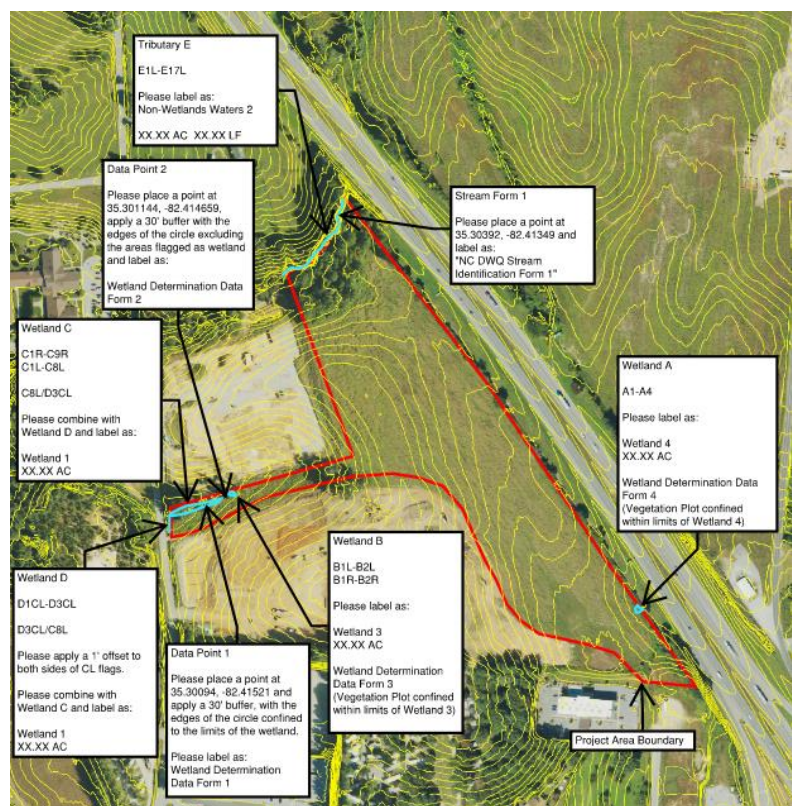 Tributary E
E1L-E17L
Please label as:
Non-Wetlands Waters 2
XX.XX AC XX.XX LF
Data Point 2
Please place a point at
35.301144, -82.414659,
apply a 30' buffer with the
edges of the circle excluding
the areas flagged as wetland
and label as:
Wetland Determination Data
Form 2
Stream Form 1
Please place a point at
35.30392, -82.41349 and
label as:
"NC DWQ Stream
Identification Form 1"
Wetland C
C1R-C9R
C1L-C8L
C8L/D3CL
Please combine with
Wetland D and label as:
Wetland 1
XX.XX AC
Wetland A
A1-A4
Please label as:
Wetland 4
XX.XX AC
Wetland Determination Data
Form 4
(Vegetation Plot confined
within limits of Wetland 4)
Wetland D
D1CL-D3CL
D3CL/C8L
Please apply a 1' offset to
both sides of CL flags.
Please combine with
Wetland C and label as:
Wetland 1
XX.XX AC
Data Point 1
Please place a point at
35.30094, -82.41521 and
apply a 30' buffer, with the
edges of the circle confined
to the limits of the wetland.
Please label as:
Wetland Determination
Data Form 1
Wetland B
B1L-B2L
B1R-B2R
Please label as:
Wetland 3
XX.XX AC
Wetland Determination
Data Form 3
(Vegetation Plot confined
within limits of Wetland 3)
Project Area Boundary